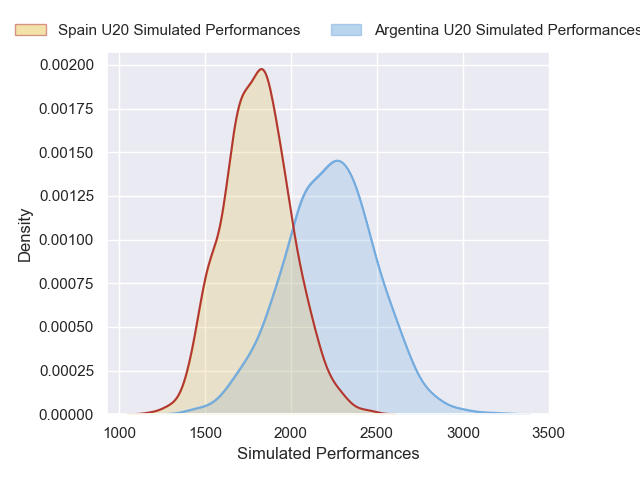 Spain U20 Simulated Performances
Argentina U20 Simulated Performances
0.00200
0.00175
0.00150
0.00125
0.00100
0.00075
0.00050
0.00025
0.00000
Density
1000 1500 2000 2500 3000 3500
Simulated Performances